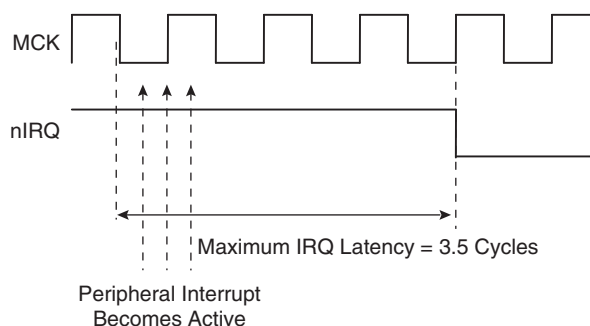 MCK
nIRQ
Maximum IRQ Latency = 3.5 Cycles
Peripheral Interrupt
Becomes Active